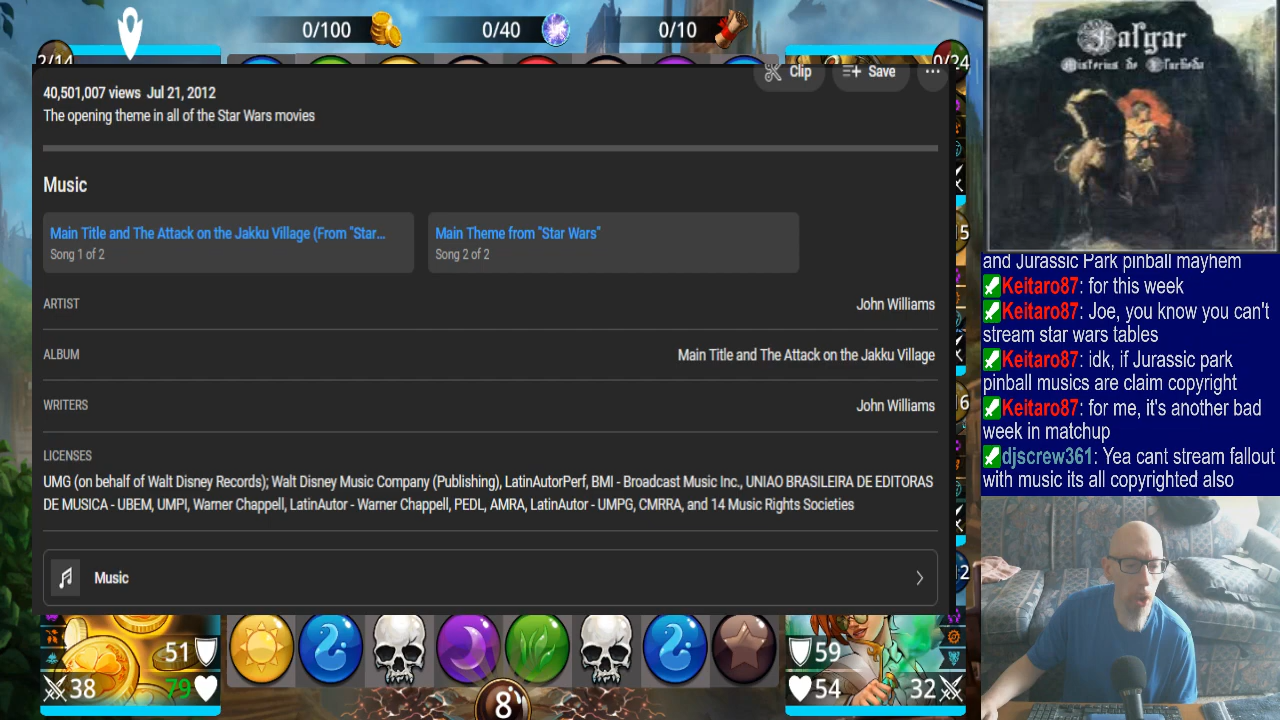 0/100
0/40
0/10
2/14
0/24
Clip
Save
40,501,007 views Jul 21, 2012
The opening theme in all of the Star Wars movies
Music
Main Title and The Attack on the Jakku Village (From "Star...
Song 1 of 2
Main Theme from "Star Wars"
Song 2 of 2
ARTIST
John Williams
ALBUM
Main Title and The Attack on the Jakku Village
WRITERS
John Williams
LICENSES
UMG (on behalf of Walt Disney Records); Walt Disney Music Company (Publishing), LatinAutorPerf, BMI - Broadcast Music Inc., UNIAO BRASILEIRA DE EDITORAS
DE MUSICA - UBEM, UMPI, Warner Chappell, LatinAutor - Warner Chappell, PEDL, AMRA, LatinAutor - UMPG, CMRRA, and 14 Music Rights Societies
Music
51
38
79
8
59
54
32
Falgar
Misterios de
and Jurassic Park pinball mayhem
Keitaro87: for this week
Keitaro87: Joe, you know you can't
stream star wars tables
Keitaro87: idk, if Jurassic park
pinball musics are claim copyright
Keitaro87: for me, it's another bad
week in matchup
djscrew361: Yea cant stream fallout
with music its all copyrighted also